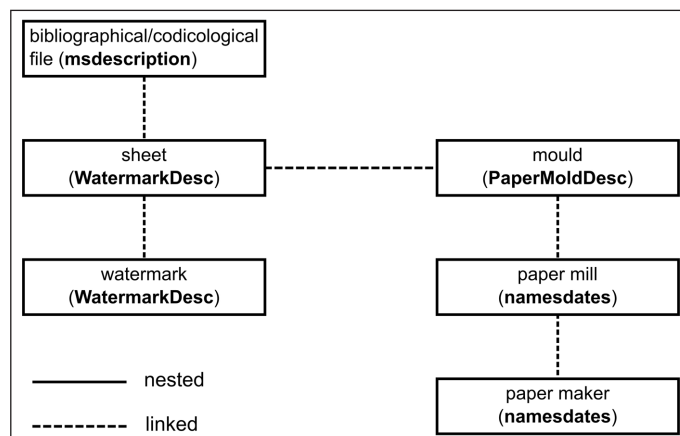 bibliographical/codicological
file (msdescription)
sheet
(WatermarkDesc)
mould
(PaperMoldDesc)
watermark
(WatermarkDesc)
paper mill
(namesdates)
nested
paper maker
(namesdates)
linked